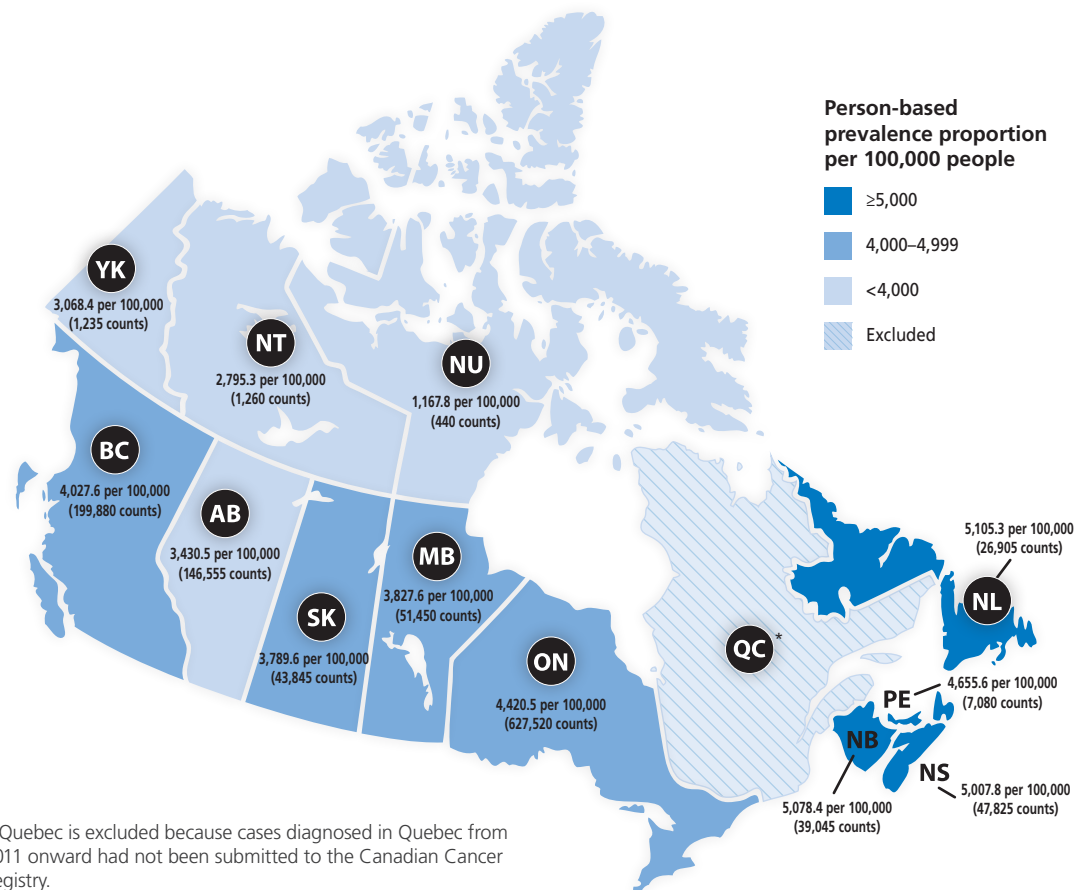 Person-based
prevalence proportion
per 100,000 people
≥5,000
4,000–4,999
<4,000
Excluded
YK
3,068.4 per 100,000
(1,235 counts)
NT
2,795.3 per 100,000
(1,260 counts)
NU
1,167.8 per 100,000
(440 counts)
BC
4,027.6 per 100,000
(199,880 counts)
AB
3,430.5 per 100,000
(146,555 counts)
SK
3,789.6 per 100,000
(43,845 counts)
MB
3,827.6 per 100,000
(51,450 counts)
ON
4,420.5 per 100,000
(627,520 counts)
QC*
5,105.3 per 100,000
(26,905 counts)
NL
PE
4,655.6 per 100,000
(7,080 counts)
NB
5,078.4 per 100,000
(39,045 counts)
NS
5,007.8 per 100,000
(47,825 counts)
Quebec is excluded because cases diagnosed in Quebec from
011 onward had not been submitted to the Canadian Cancer
egistry.